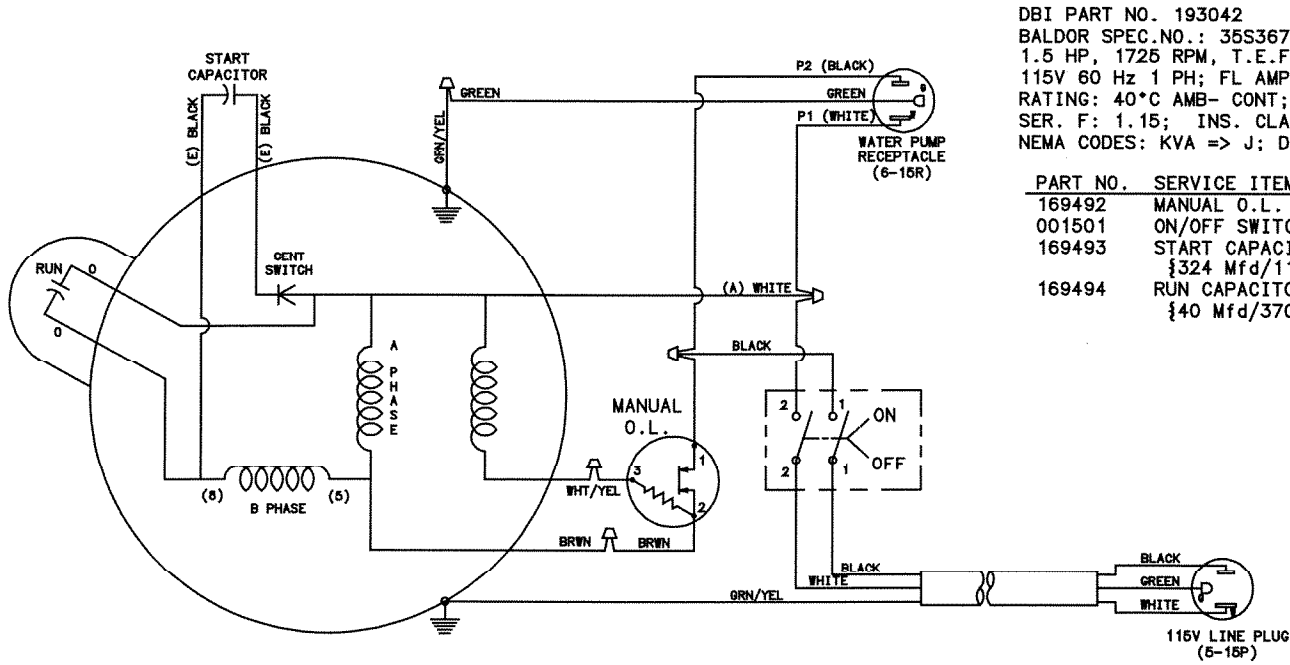 DBI PART NO. 193042
BALDOR SPEC.NO.: 35S367
1.5 HP, 1725 RPM, T.E.F
115V 60 Hz 1 PH; FL AMP
RATING: 40°C AMB- CONT;
SER. F: 1.15; INS. CLA
NEMA CODES: KVA => J; D
PART NO. SERVICE ITEM
169492 MANUAL O.L.
001501 ON/OFF SWITC
169493 START CAPACI
{324 Mfd/11
169494 RUN CAPACITO
{40 Mfd/370
START
CAPACITOR
(E) BLACK
(E) BLACK
GRN/YEL
GREEN
P2 (BLACK)
GREEN
P1 (WHITE)
G
WATER PUMP
RECEPTACLE
(6-15R)
RUN
O
O
CENT
SWITCH
(A) WHITE
A PHASE
BLACK
MANUAL
O.L.
1
3
2
WHT/YEL
BRWN
BRWN
(8)
B PHASE
(5)
2
1
ON
OFF
2
1
BLACK
WHITE
GRN/YEL
BLACK
GREEN
G
WHITE
115V LINE PLUG
(5-15P)